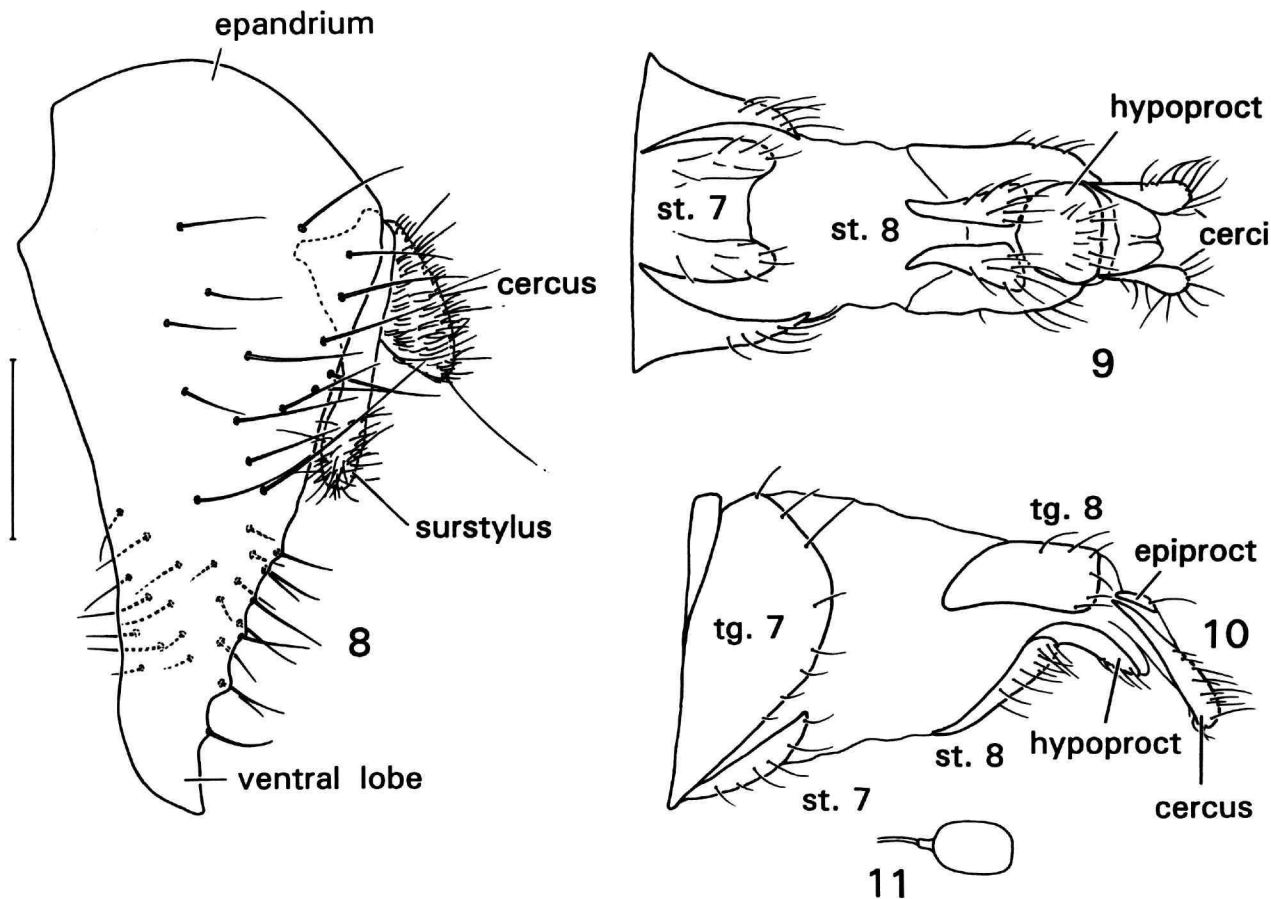 epandrium
cercus
surstylus
8
ventral lobe
hypoproct
st. 7
st. 8
cerci
9
tg. 8
epiproct
tg. 7
10
hypoproct
st. 8
st. 7
cercus
11